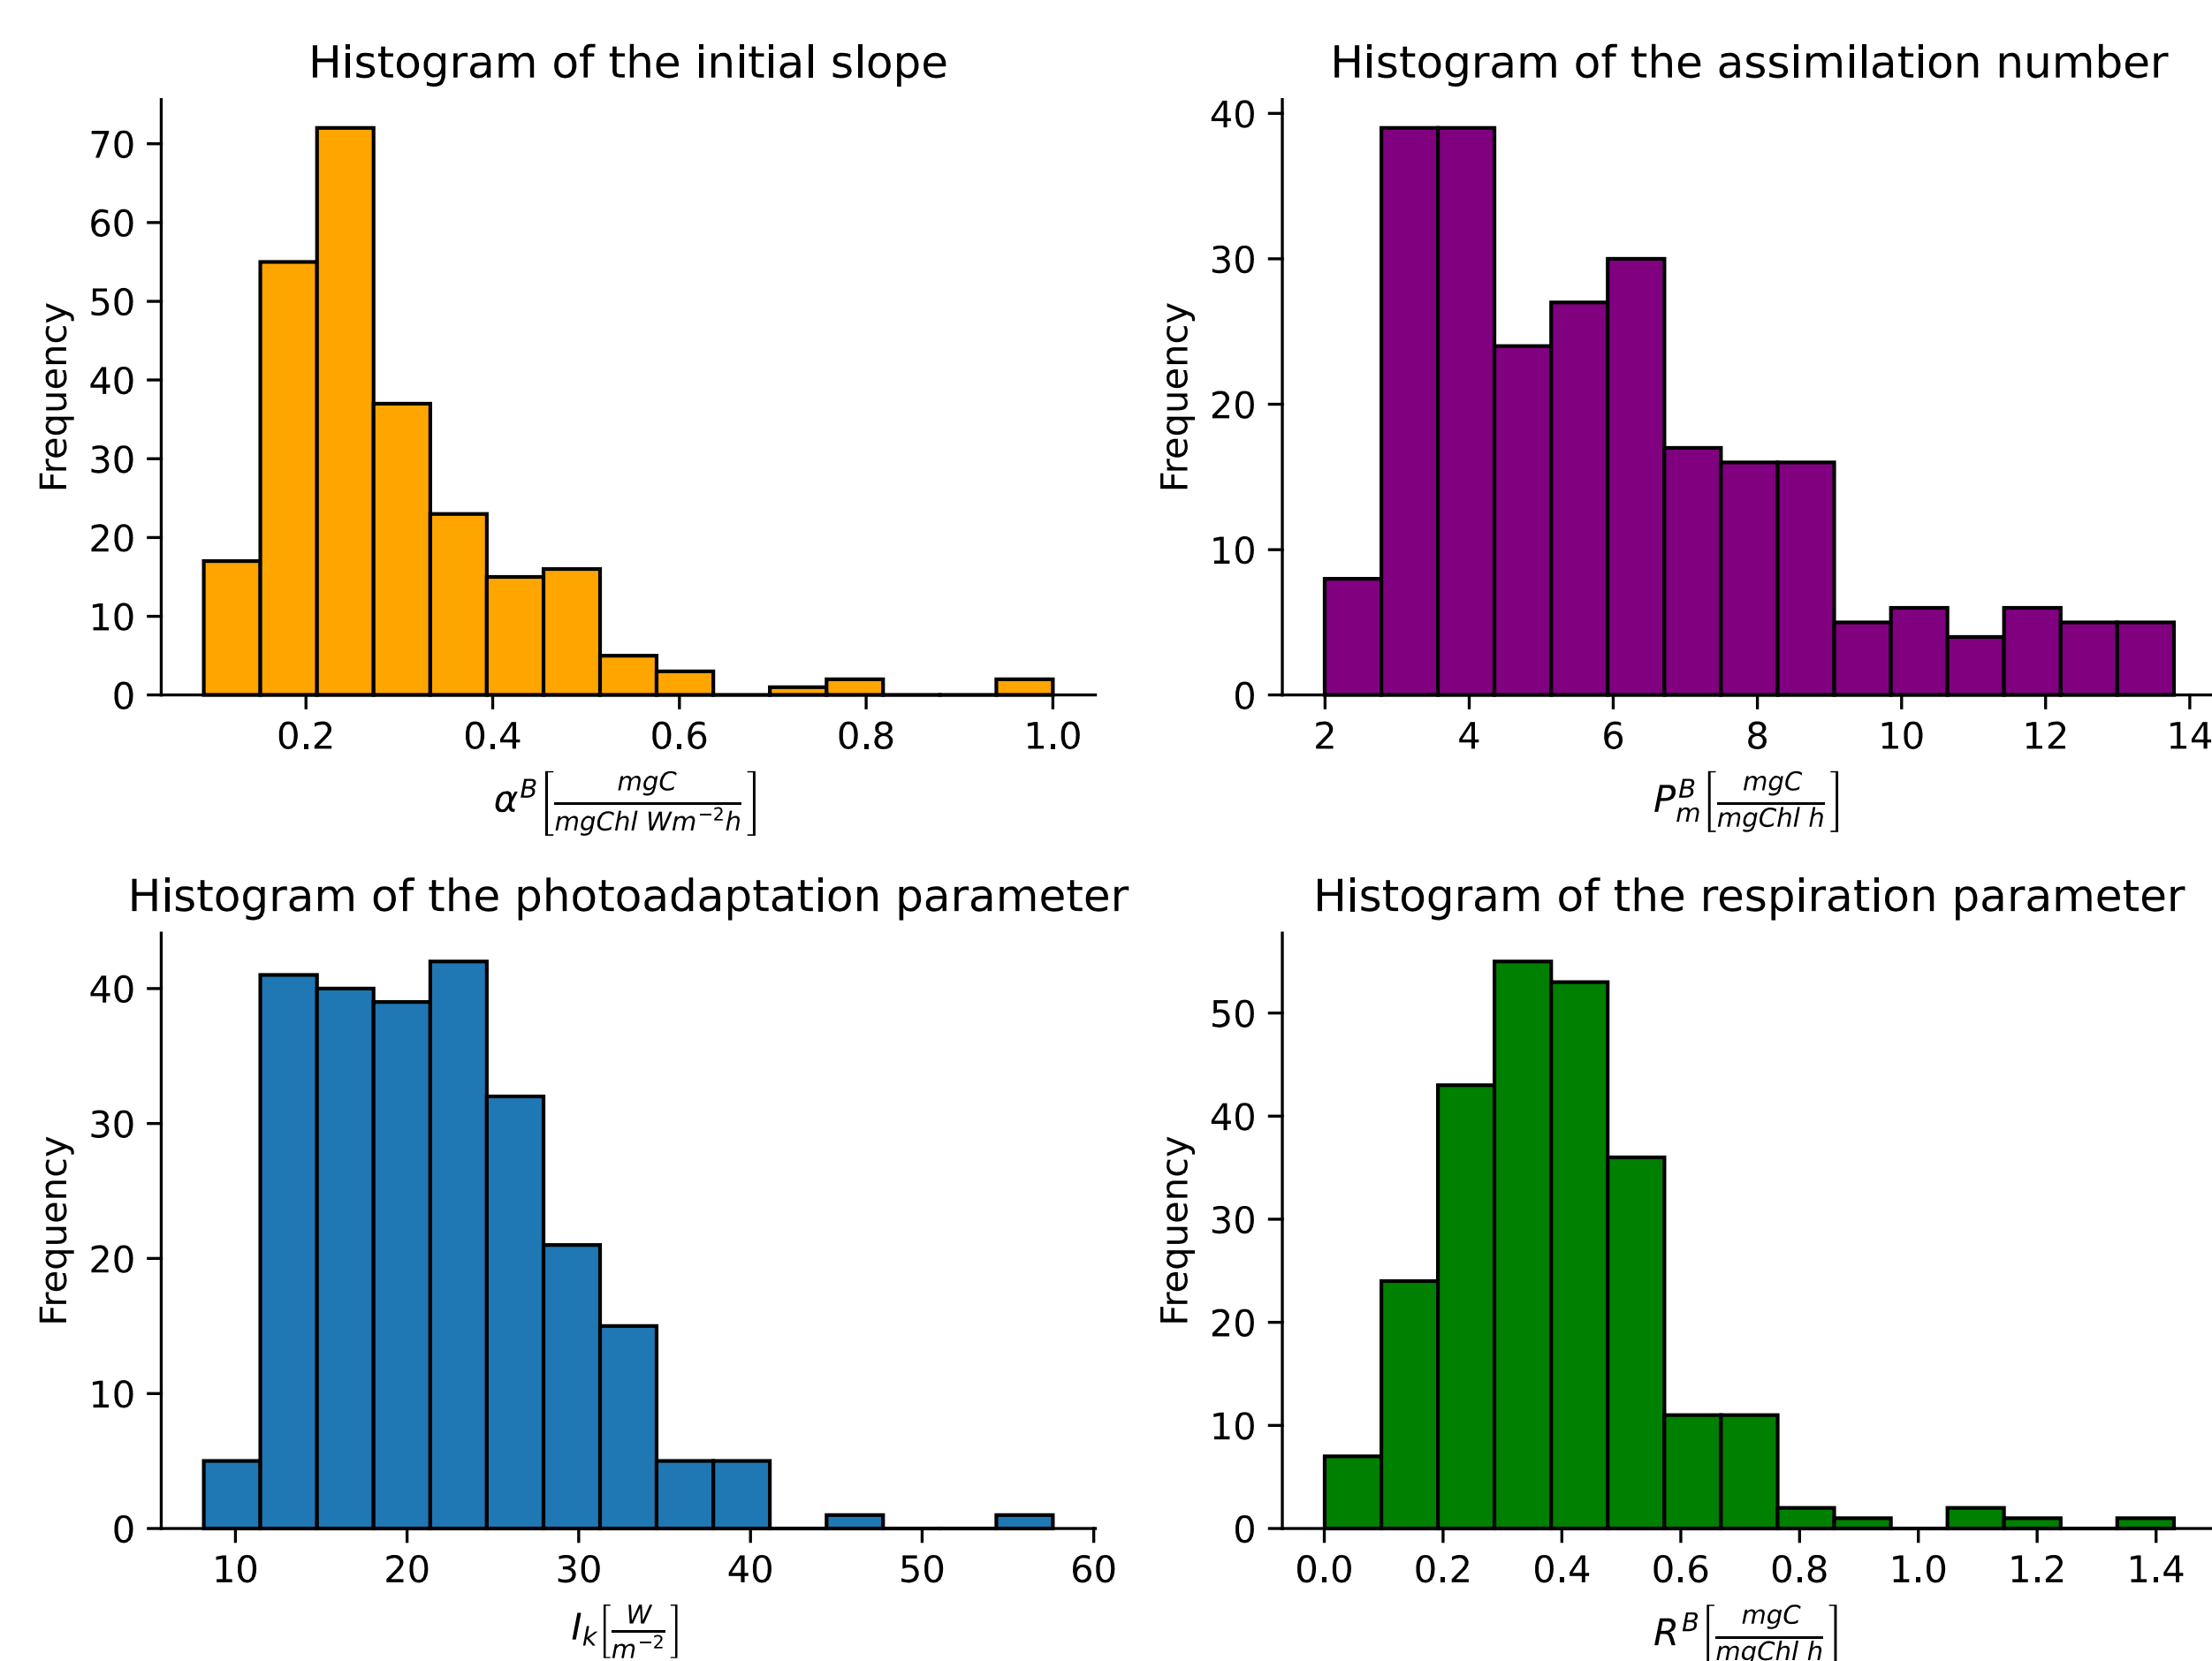 Histogram of the initial slope
Frequency
0 10 20 30 40 50 60 70
0.2 0.4 0.6 0.8 1.0
α^B [mgC / mgChl Wm^−2 h]
Histogram of the assimilation number
Frequency
0 10 20 30 40
2 4 6 8 10 12 14
P_m^B [mgC / mgChl h]
Histogram of the photoadaptation parameter
Frequency
0 10 20 30 40
10 20 30 40 50 60
I_k [W / m^−2]
Histogram of the respiration parameter
Frequency
0 10 20 30 40 50
0.0 0.2 0.4 0.6 0.8 1.0 1.2 1.4
R^B [mgC / mgChl h]